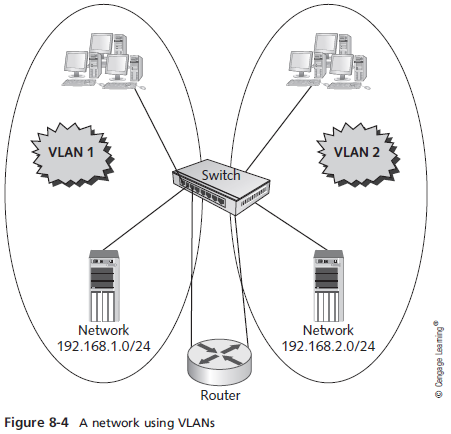 VLAN 1
VLAN 2
Switch
Network
192.168.1.0/24
Network
192.168.2.0/24
Router
© Cengage Learning®
Figure 8-4 A network using VLANs